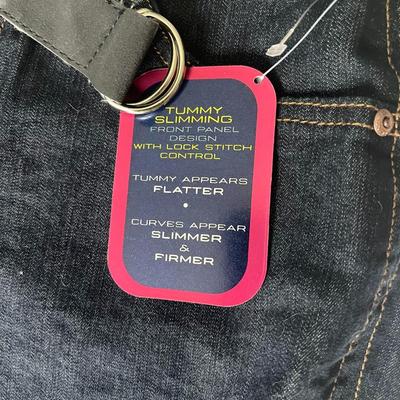 TUMMY
SLIMMING
FRONT PANEL
DESIGN
WITH LOCK STITCH
CONTROL
TUMMY APPEARS
FLATTER
•
CURVES APPEAR
SLIMMER
&
FIRMER